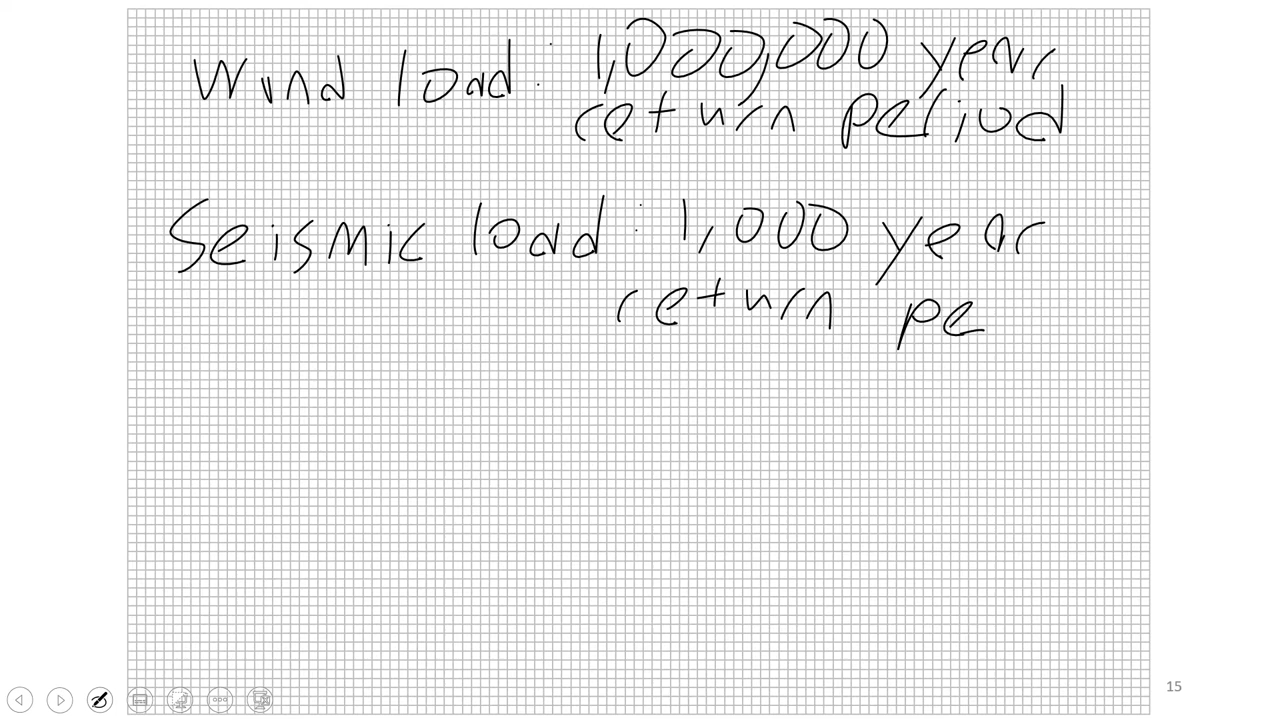 Wind load: 1,000,000 year
return period
Seismic load: 1,000 year
return pe
15